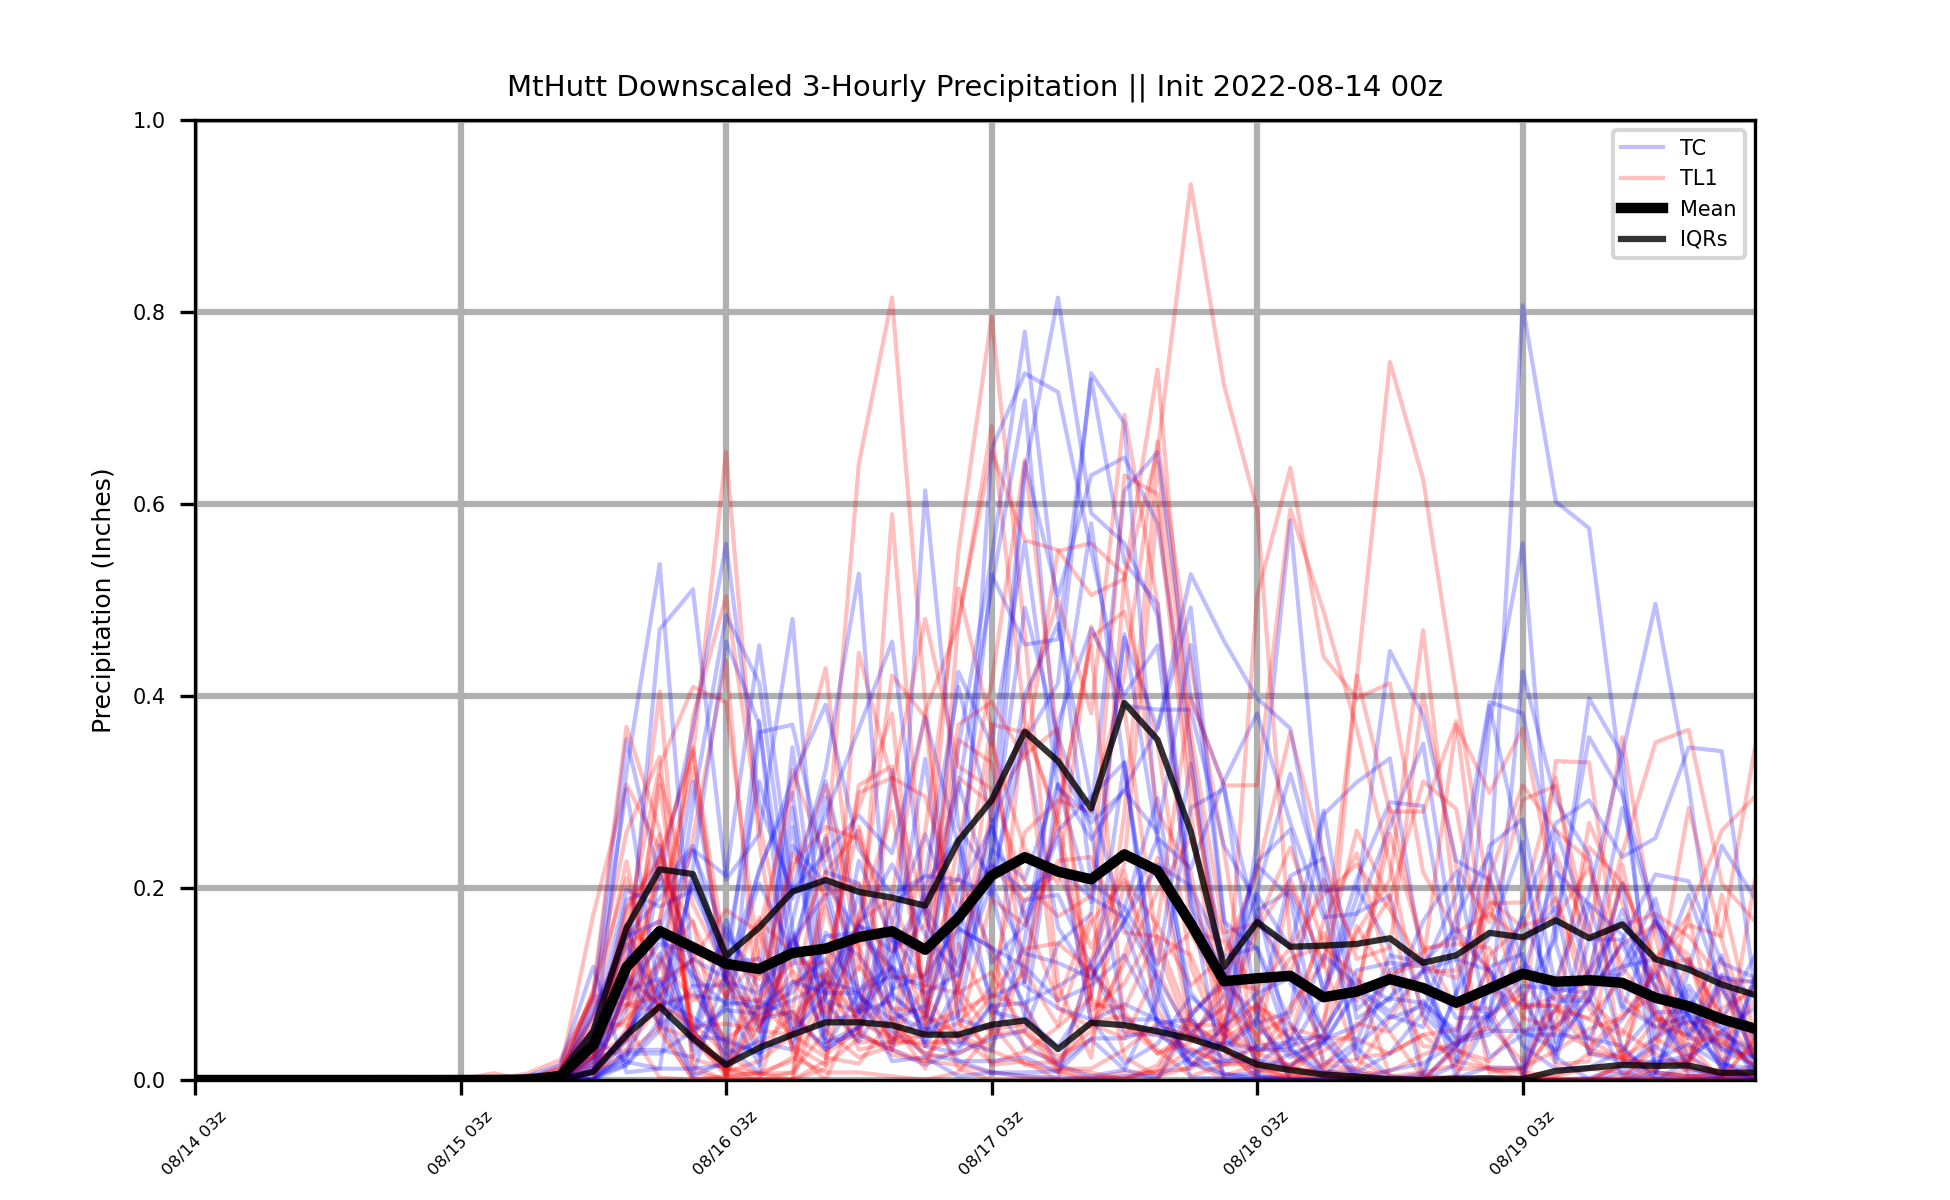 MtHutt Downscaled 3-Hourly Precipitation || Init 2022-08-14 00z
Precipitation (Inches)
1.0
0.8
0.6
0.4
0.2
0.0
TC
TL1
Mean
IQRs
08/14 03z
08/15 03z
08/16 03z
08/17 03z
08/18 03z
08/19 03z